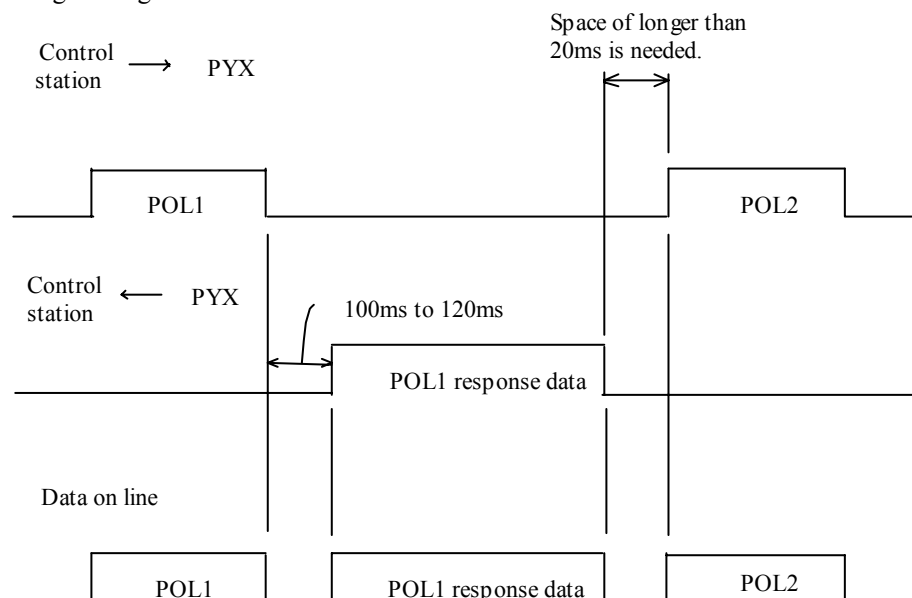 Space of longer than
20ms is needed.
Control
station
PYX
POL1
POL2
Control
station
PYX
100ms to 120ms
POL1 response data
Data on line
POL1
POL1 response data
POL2